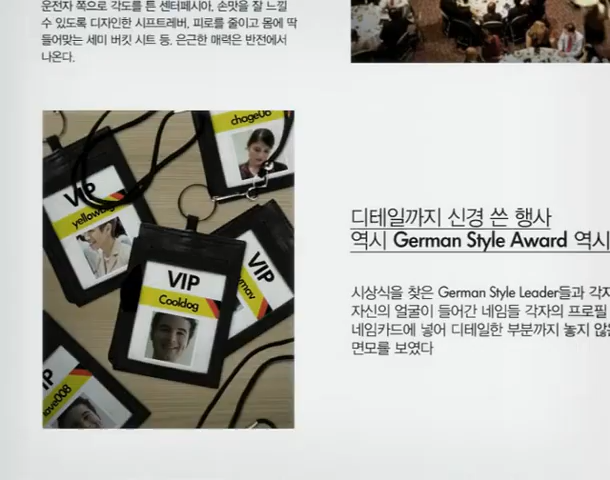 운전자 쪽으로 각도를 튼 센터페시아, 손맛을 잘 느낄
수 있도록 디자인한 시프트레버, 피로를 줄이고 몸에 딱
들어맞는 세미 버킷 시트 등. 은근한 매력은 반전에서
나온다.
choge06
VIP
VIP
VIP
Cooldog
디테일까지 신경 쓴 행사
역시 German Style Award 역시
시상식을 찾은 German Style Leader들과 각자
자신의 얼굴이 들어간 네임들 각자의 프로필
네임카드에 넣어 디테일한 부분까지 놓지 않은
면모를 보였다